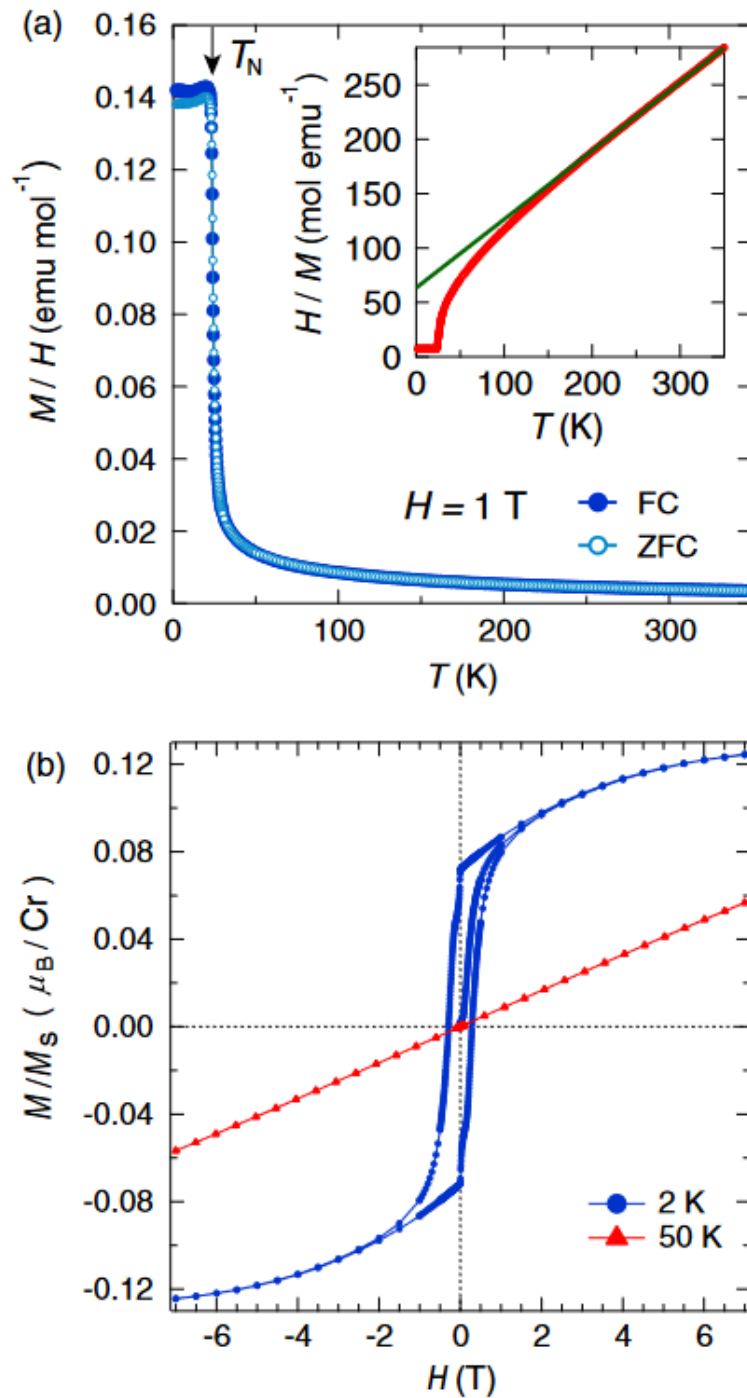 (a)
0.16
0.14
0.12
0.10
0.08
0.06
0.04
0.02
0.00
M / H (emu mol⁻¹)
T_N
250
200
150
100
50
0
H / M (mol emu⁻¹)
0 100 200 300
T (K)
H = 1 T
FC
ZFC
0 100 200 300
T (K)
(b)
0.12
0.08
0.04
0.00
-0.04
-0.08
-0.12
M/M_S ( μ_B / Cr)
2 K
50 K
-6 -4 -2 0 2 4 6
H (T)